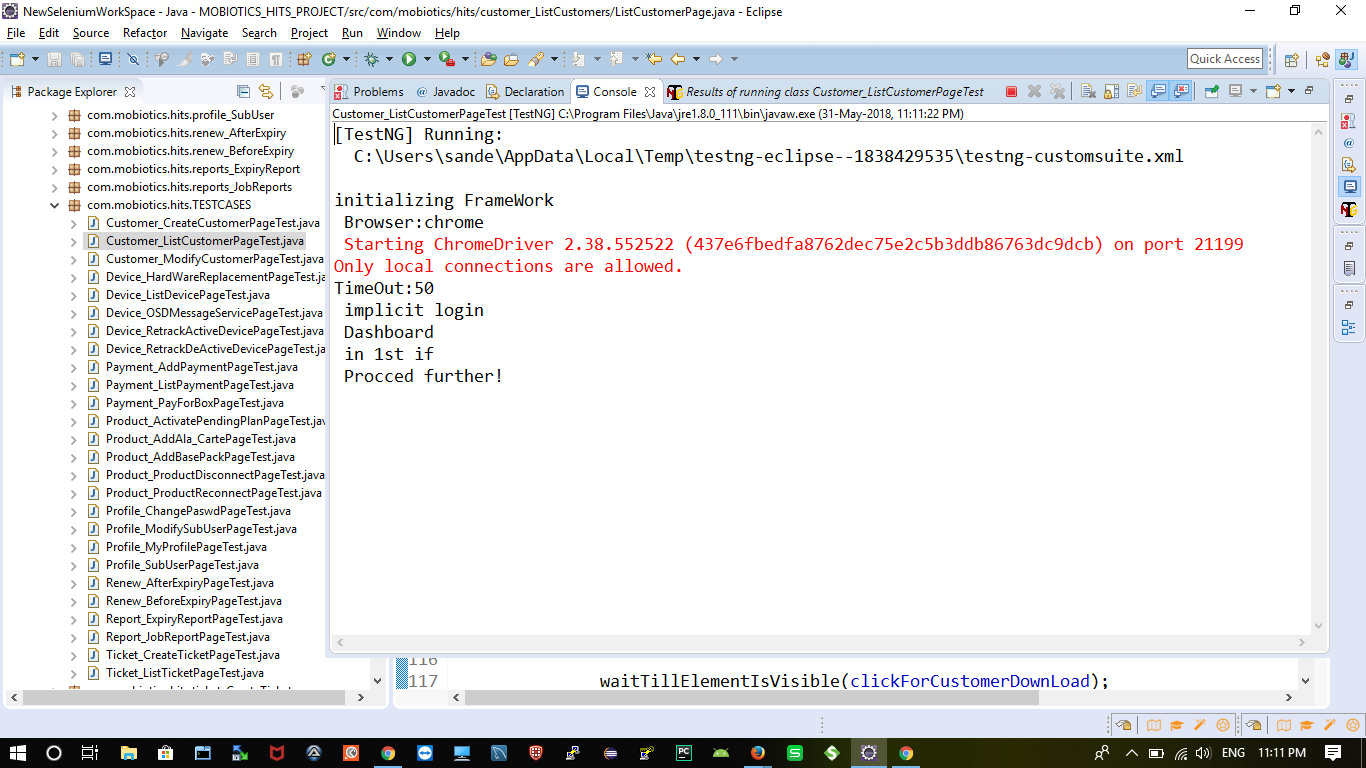 NewSeleniumWorkSpace - Java - MOBIOTICS_HITS_PROJECT/src/com/mobiotics/hits/customer_ListCustomers/ListCustomerPage.java - Eclipse
File Edit Source Refactor Navigate Search Project Run Window Help
Quick Access
Package Explorer
Problems @ Javadoc Declaration Console Results of running class Customer_ListCustomerPageTest
Customer_ListCustomerPageTest [TestNG] C:\Program Files\Java\jre1.8.0_111\bin\javaw.exe (31-May-2018, 11:11:22 PM)
com.mobiotics.hits.profile_SubUser
com.mobiotics.hits.renew_AfterExpiry
com.mobiotics.hits.renew_BeforeExpiry
com.mobiotics.hits.reports_ExpiryReport
com.mobiotics.hits.reports_JobReports
com.mobiotics.hits.TESTCASES
Customer_CreateCustomerPageTest.java
Customer_ListCustomerPageTest.java
Customer_ModifyCustomerPageTest.java
Device_HardWareReplacementPageTest.ja
Device_ListDevicePageTest.java
Device_OSDMessageServicePageTest.java
Device_RetrackActiveDevicePageTest.java
Device_RetrackDeActiveDevicePageTest.ja
Payment_AddPaymentPageTest.java
Payment_ListPaymentPageTest.java
Payment_PayForBoxPageTest.java
Product_ActivatePendingPlanPageTest.jav
Product_AddAla_CartePageTest.java
Product_AddBasePackPageTest.java
Product_ProductDisconnectPageTest.java
Product_ProductReconnectPageTest.java
Profile_ChangePaswdPageTest.java
Profile_ModifySubUserPageTest.java
Profile_MyProfilePageTest.java
Profile_SubUserPageTest.java
Renew_AfterExpiryPageTest.java
Renew_BeforeExpiryPageTest.java
Report_ExpiryReportPageTest.java
Report_JobReportPageTest.java
Ticket_CreateTicketPageTest.java
Ticket_ListTicketPageTest.java
[TestNG] Running:
C:\Users\sande\AppData\Local\Temp\testng-eclipse--1838429535\testng-customsuite.xml
initializing FrameWork
Browser:chrome
Starting ChromeDriver 2.38.552522 (437e6fbedfa8762dec75e2c5b3ddb86763dc9dcb) on port 21199
Only local connections are allowed.
TimeOut:50
implicit login
Dashboard
in 1st if
Procced further!
116
117 waitTillElementIsVisible(clickForCustomerDownLoad);
ENG 11:11 PM